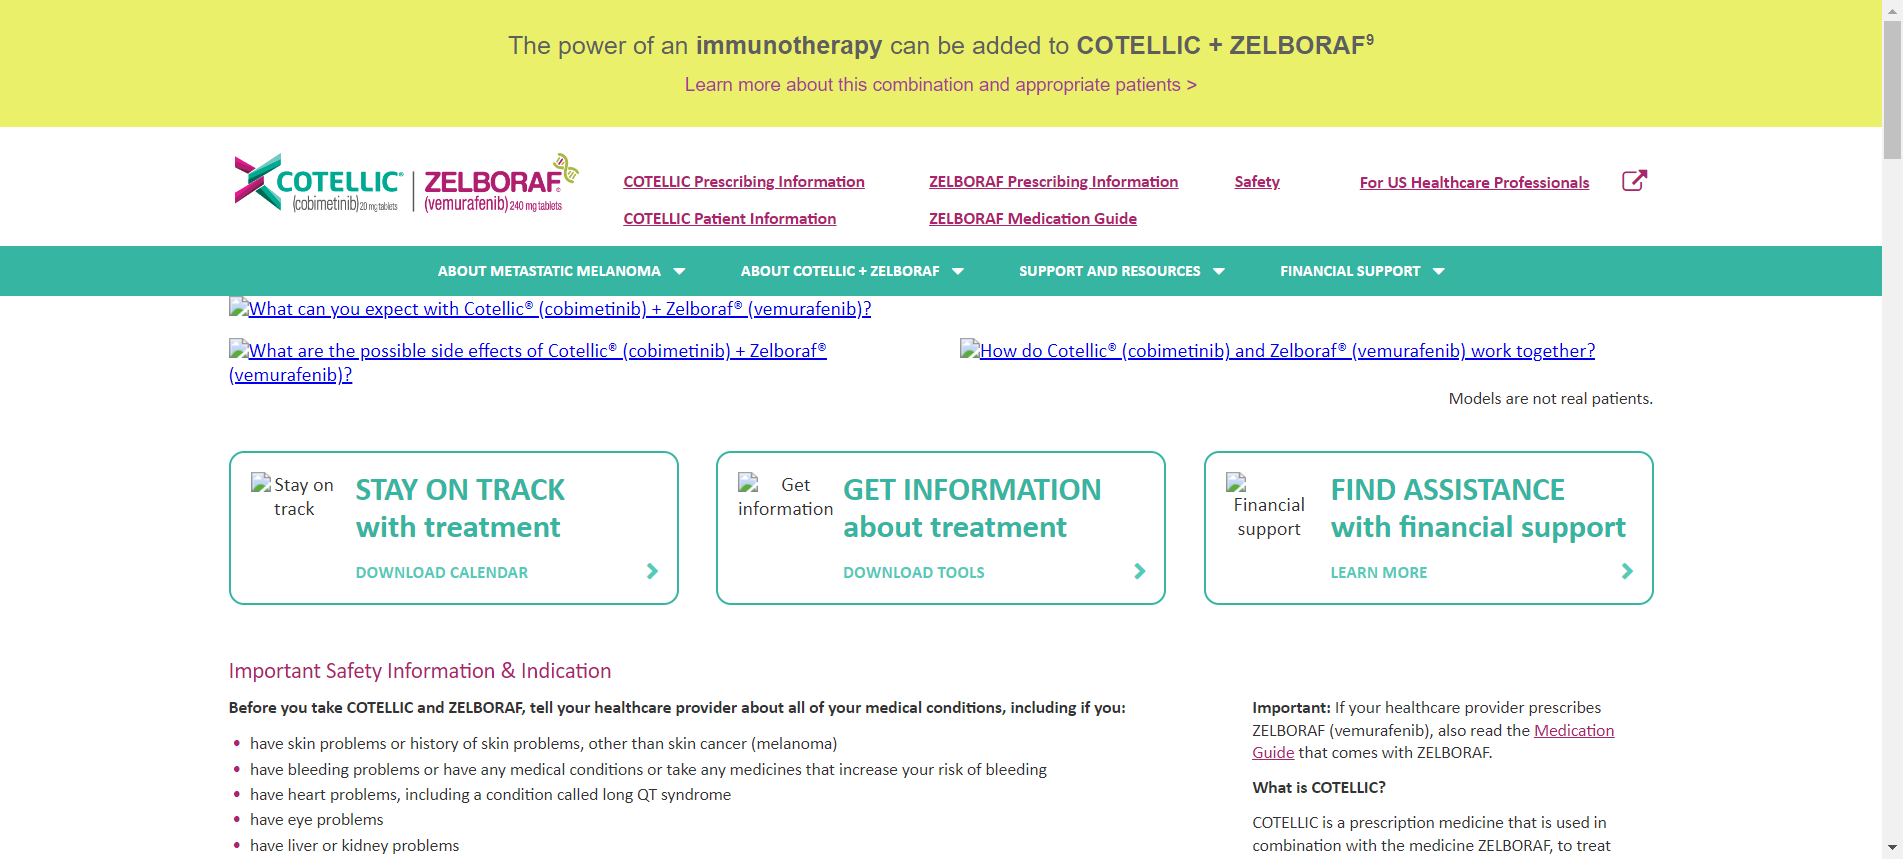 The power of an immunotherapy can be added to COTELLIC + ZELBORAF⁹
Learn more about this combination and appropriate patients >
COTELLIC®
(cobimetinib) 20 mg tablets
ZELBORAF®
(vemurafenib) 240 mg tablets
COTELLIC Prescribing Information
ZELBORAF Prescribing Information
Safety
For US Healthcare Professionals
COTELLIC Patient Information
ZELBORAF Medication Guide
ABOUT METASTATIC MELANOMA
ABOUT COTELLIC + ZELBORAF
SUPPORT AND RESOURCES
FINANCIAL SUPPORT
What can you expect with Cotellic® (cobimetinib) + Zelboraf® (vemurafenib)?
What are the possible side effects of Cotellic® (cobimetinib) + Zelboraf®
(vemurafenib)?
How do Cotellic® (cobimetinib) and Zelboraf® (vemurafenib) work together?
Models are not real patients.
Stay on
track
STAY ON TRACK
with treatment
DOWNLOAD CALENDAR
Get
information
GET INFORMATION
about treatment
DOWNLOAD TOOLS
Financial
support
FIND ASSISTANCE
with financial support
LEARN MORE
Important Safety Information & Indication
Before you take COTELLIC and ZELBORAF, tell your healthcare provider about all of your medical conditions, including if you:
• have skin problems or history of skin problems, other than skin cancer (melanoma)
• have bleeding problems or have any medical conditions or take any medicines that increase your risk of bleeding
• have heart problems, including a condition called long QT syndrome
• have eye problems
• have liver or kidney problems
Important: If your healthcare provider prescribes
ZELBORAF (vemurafenib), also read the Medication
Guide that comes with ZELBORAF.
What is COTELLIC?
COTELLIC is a prescription medicine that is used in
combination with the medicine ZELBORAF, to treat